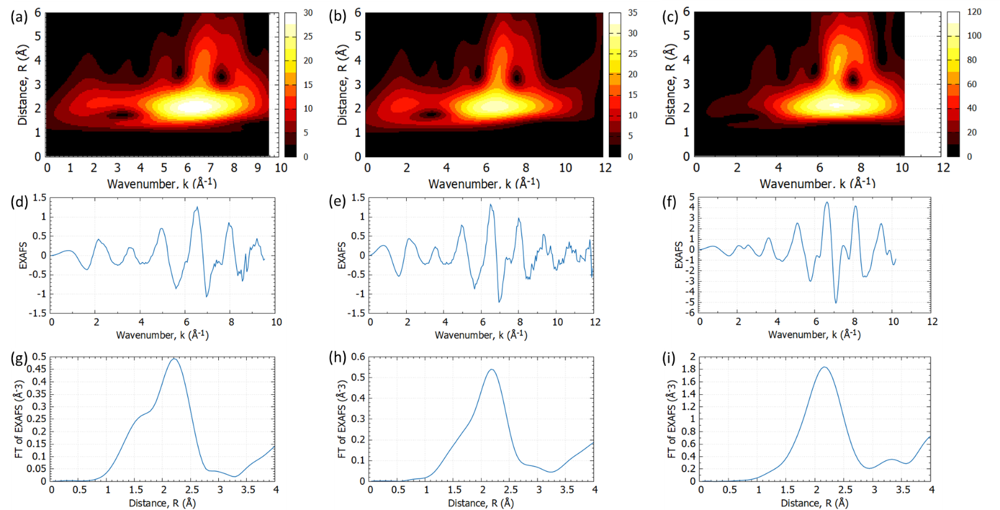 (a)
6
5
4
3
2
1
0
Distance, R (Å)
0 1 2 3 4 5 6 7 8 9 10
Wavenumber, k (Å-1)
30
25
20
15
10
5
0
(b)
6
5
4
3
2
1
0
Distance, R (Å)
0 2 4 6 8 10 12
Wavenumber, k (Å-1)
35
30
25
20
15
10
5
0
(c)
6
5
4
3
2
1
0
Distance, R (Å)
0 2 4 6 8 10 12
Wavenumber, k (Å-1)
120
100
80
60
40
20
0
(d)
1.5
1
0.5
0
-0.5
-1
-1.5
EXAFS
0 2 4 6 8 10
Wavenumber, k (Å-1)
(e)
1.5
1
0.5
0
-0.5
-1
-1.5
EXAFS
0 2 4 6 8 10 12
Wavenumber, k (Å-1)
(f)
5
4
3
2
1
0
-1
-2
-3
-4
-5
-6
EXAFS
0 2 4 6 8 10 12
Wavenumber, k (Å-1)
(g)
0.5
0.45
0.4
0.35
0.3
0.25
0.2
0.15
0.1
0.05
0
FT of EXAFS (Å-3)
0 0.5 1 1.5 2 2.5 3 3.5 4
Distance, R (Å)
(h)
0.6
0.5
0.4
0.3
0.2
0.1
0
FT of EXAFS (Å-3)
0 0.5 1 1.5 2 2.5 3 3.5 4
Distance, R (Å)
(i)
2
1.8
1.6
1.4
1.2
1
0.8
0.6
0.4
0.2
0
FT of EXAFS (Å-3)
0 0.5 1 1.5 2 2.5 3 3.5 4
Distance, R (Å)